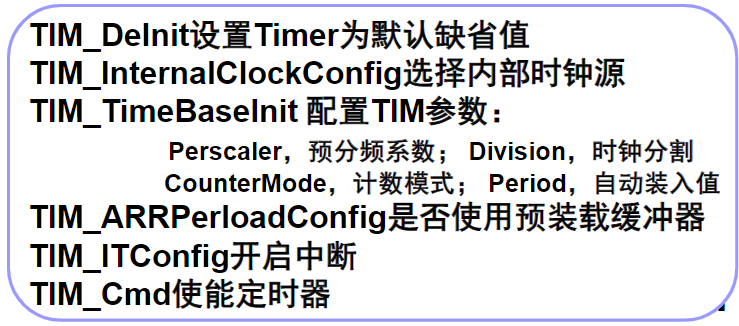 TIM_DeInit设置Timer为默认缺省值
TIM_InternalClockConfig选择内部时钟源
TIM_TimeBaseInit 配置TIM参数：
Perscaler，预分频系数； Division，时钟分割
CounterMode，计数模式； Period，自动装入值
TIM_ARRPerloadConfig是否使用预装载缓冲器
TIM_ITConfig开启中断
TIM_Cmd使能定时器